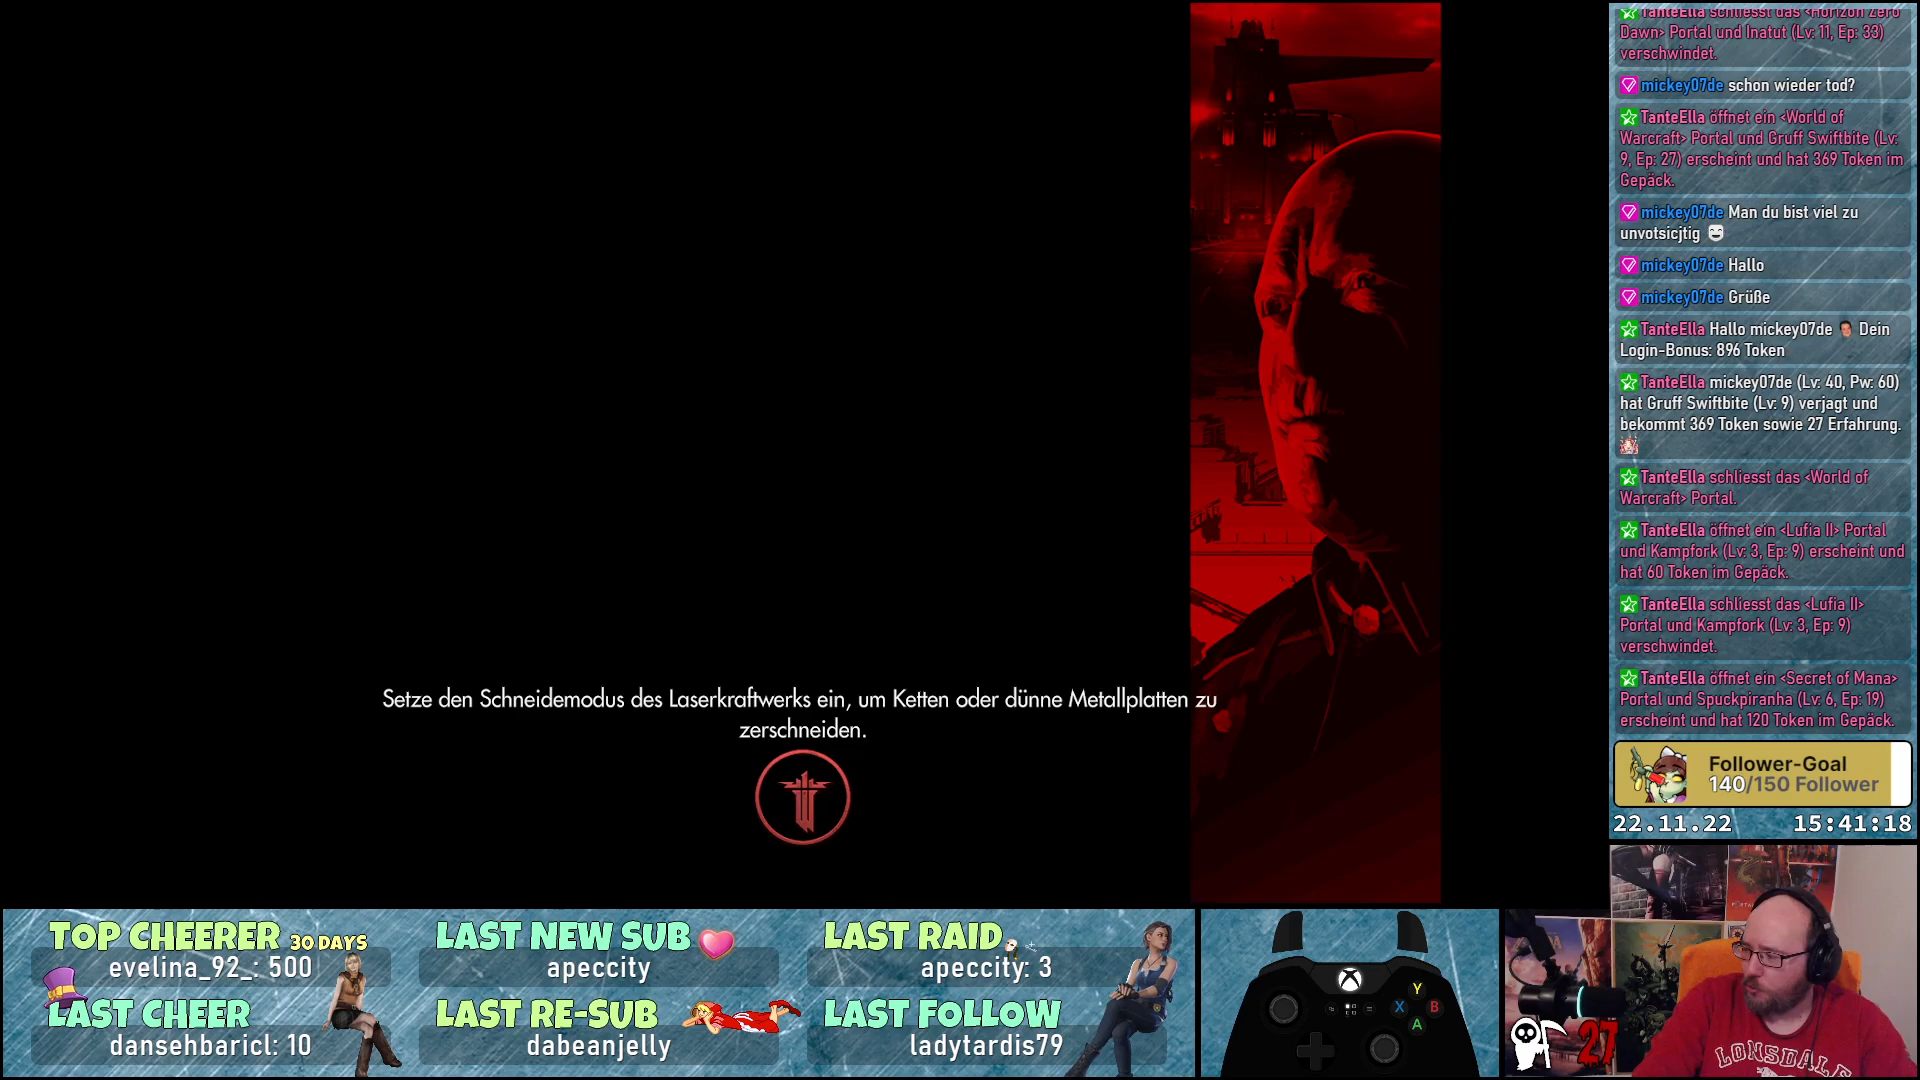 Setze den Schneidemodus des Laserkraftwerks ein, um Ketten oder dünne Metallplatten zu
zerschneiden.
TanteElla schliesst das <Horizon Zero
Dawn> Portal und Inatut (Lv: 11, Ep: 33)
verschwindet.
mickey07de schon wieder tod?
TanteElla öffnet ein <World of
Warcraft> Portal und Gruff Swiftbite (Lv:
9, Ep: 27) erscheint und hat 369 Token im
Gepäck.
mickey07de Man du bist viel zu
unvotsicjtig
mickey07de Hallo
mickey07de Grüße
TanteElla Hallo mickey07de Dein
Login-Bonus: 896 Token
TanteElla mickey07de (Lv: 40, Pw: 60)
hat Gruff Swiftbite (Lv: 9) verjagt und
bekommt 369 Token sowie 27 Erfahrung.
TanteElla schliesst das <World of
Warcraft> Portal.
TanteElla öffnet ein <Lufia II> Portal
und Kampfork (Lv: 3, Ep: 9) erscheint und
hat 60 Token im Gepäck.
TanteElla schliesst das <Lufia II>
Portal und Kampfork (Lv: 3, Ep: 9)
verschwindet.
TanteElla öffnet ein <Secret of Mana>
Portal und Spuckpiranha (Lv: 6, Ep: 19)
erscheint und hat 120 Token im Gepäck.
Follower-Goal
140/150 Follower
22.11.22 15:41:18
TOP CHEERER 30 DAYS
evelina_92_: 500
LAST CHEER
dansehbaricl: 10
LAST NEW SUB
apeccity
LAST RE-SUB
dabeanjelly
LAST RAID
apeccity: 3
LAST FOLLOW
ladytardis79
Y
X B
A
27
LONSDALE